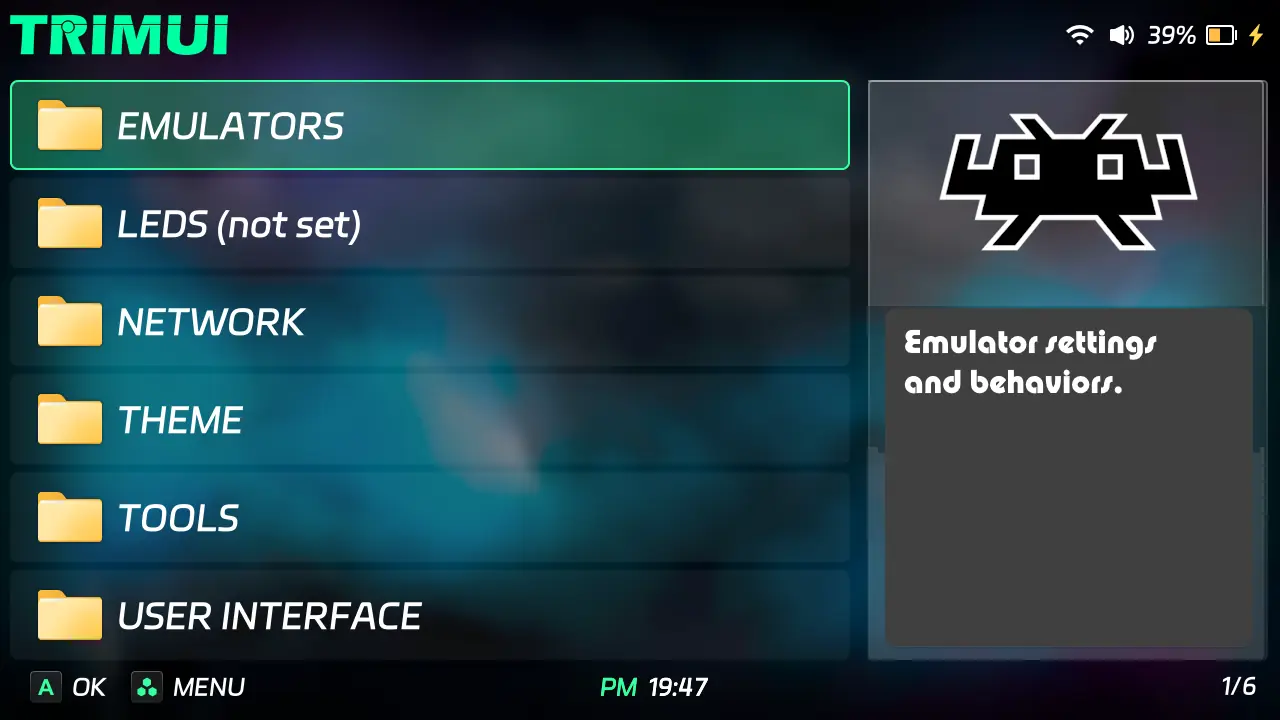 TRIMUI
39%
EMULATORS
LEDS (not set)
NETWORK
THEME
TOOLS
USER INTERFACE
Emulator settings
and behaviors.
A OK MENU
PM 19:47
1/6